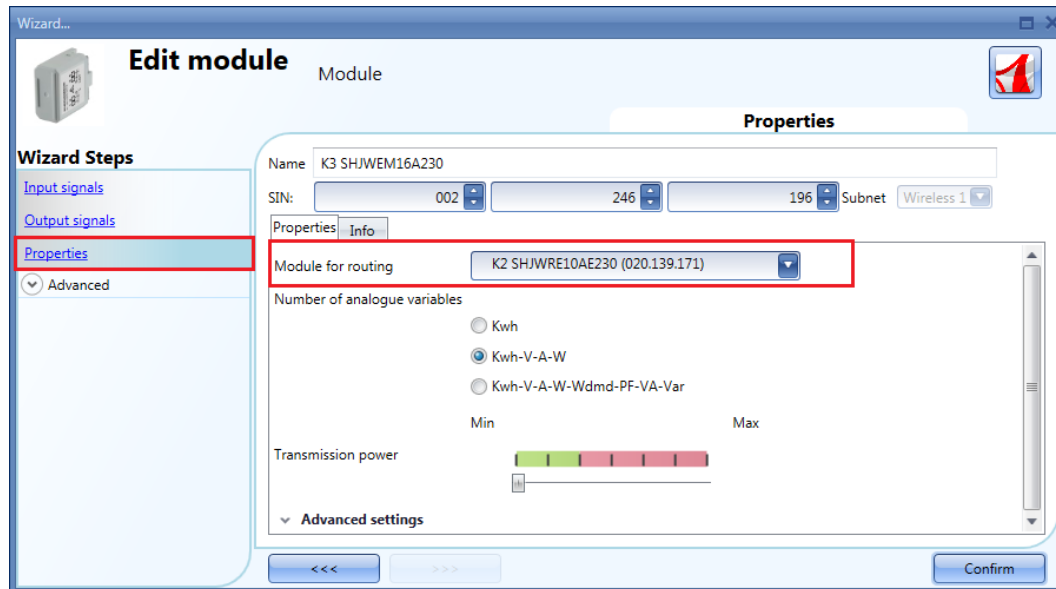 Wizard...
Edit module
Module
Properties
Wizard Steps
Input signals
Output signals
Properties
Advanced
Name K3 SHJWEM16A230
SIN: 002 246 196 Subnet Wireless 1
Properties Info
Module for routing K2 SHJWRE10AE230 (020.139.171)
Number of analogue variables
Kwh
Kwh-V-A-W
Kwh-V-A-W-Wdmd-PF-VA-Var
Min Max
Transmission power
Advanced settings
<<< >>> Confirm